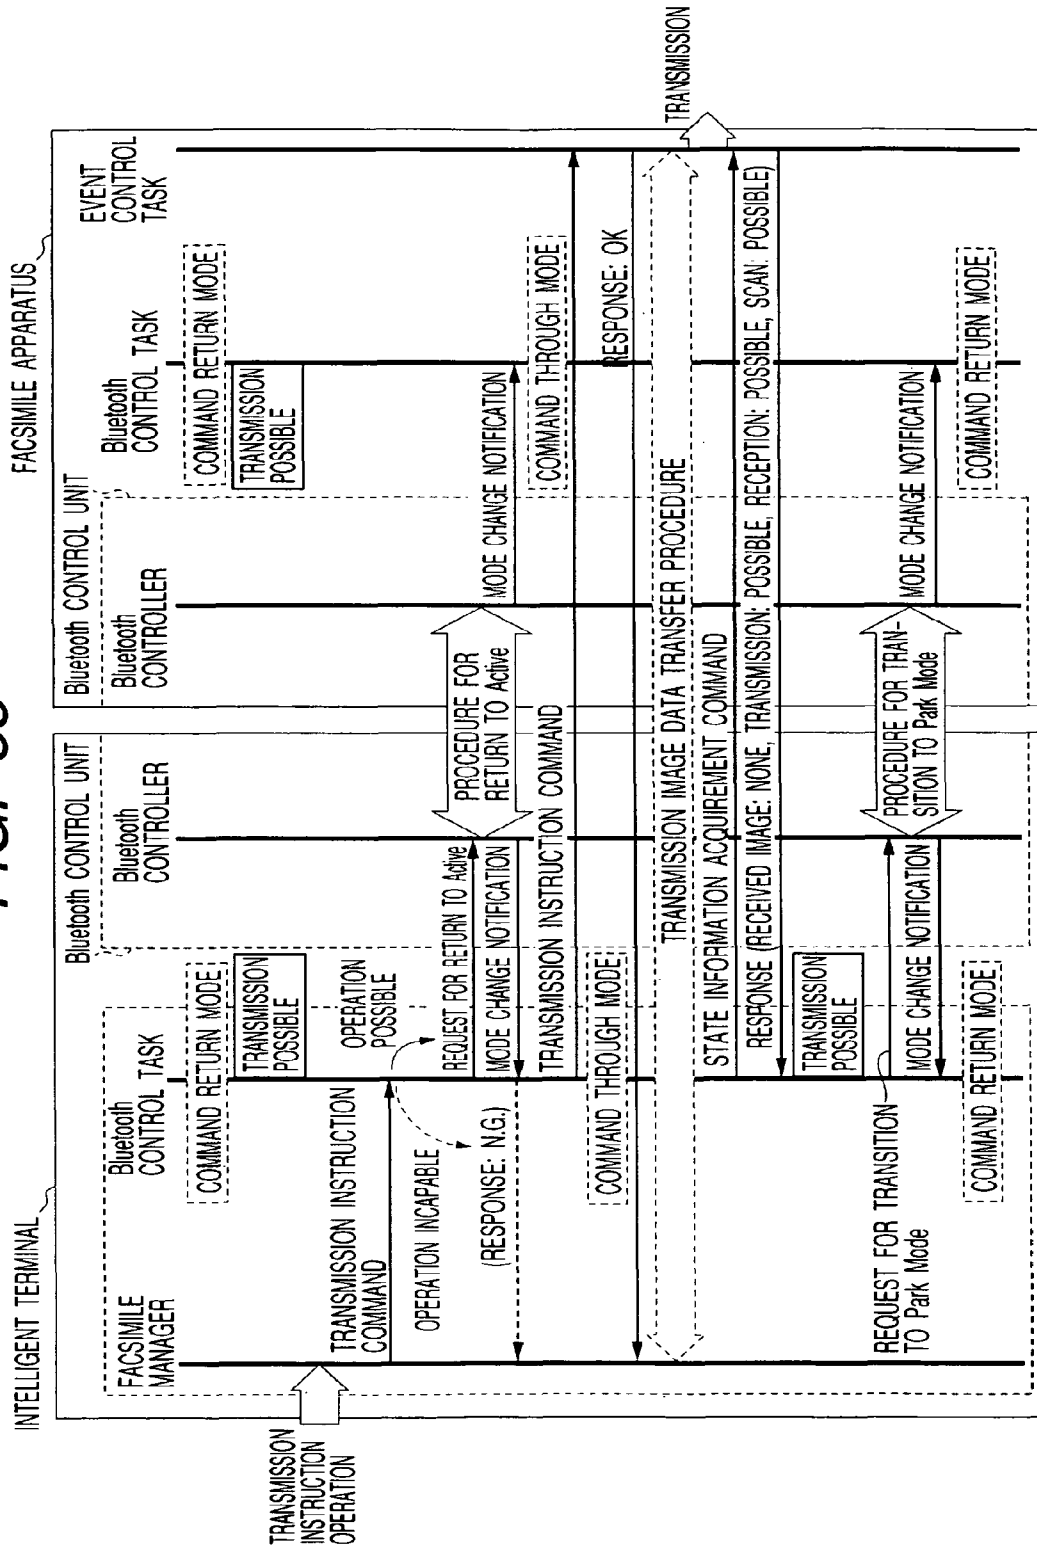 INTELLIGENT TERMINAL
FACSIMILE APPARATUS
Bluetooth CONTROL UNIT
Bluetooth CONTROL UNIT
FACSIMILE
MANAGER
Bluetooth
CONTROL TASK
Bluetooth
CONTROLLER
Bluetooth
CONTROLLER
Bluetooth
CONTROL TASK
EVENT
CONTROL
TASK
COMMAND RETURN MODE
COMMAND RETURN MODE
TRANSMISSION
POSSIBLE
TRANSMISSION
POSSIBLE
TRANSMISSION
INSTRUCTION
OPERATION
TRANSMISSION INSTRUCTION
COMMAND
OPERATION
POSSIBLE
OPERATION INCAPABLE
REQUEST FOR RETURN TO Active
PROCEDURE FOR
RETURN TO Active
MODE CHANGE NOTIFICATION
MODE CHANGE NOTIFICATION
(RESPONSE: N.G.)
TRANSMISSION INSTRUCTION COMMAND
COMMAND THROUGH MODE
COMMAND THROUGH MODE
RESPONSE: OK
TRANSMISSION IMAGE DATA TRANSFER PROCEDURE
TRANSMISSION
STATE INFORMATION ACQUIREMENT COMMAND
RESPONSE (RECEIVED IMAGE: NONE, TRANSMISSION: POSSIBLE, RECEPTION: POSSIBLE, SCAN: POSSIBLE)
TRANSMISSION
POSSIBLE
REQUEST FOR TRANSITION
TO Park Mode
PROCEDURE FOR TRAN-
SITION TO Park Mode
MODE CHANGE NOTIFICATION
MODE CHANGE NOTIFICATION
COMMAND RETURN MODE
COMMAND RETURN MODE